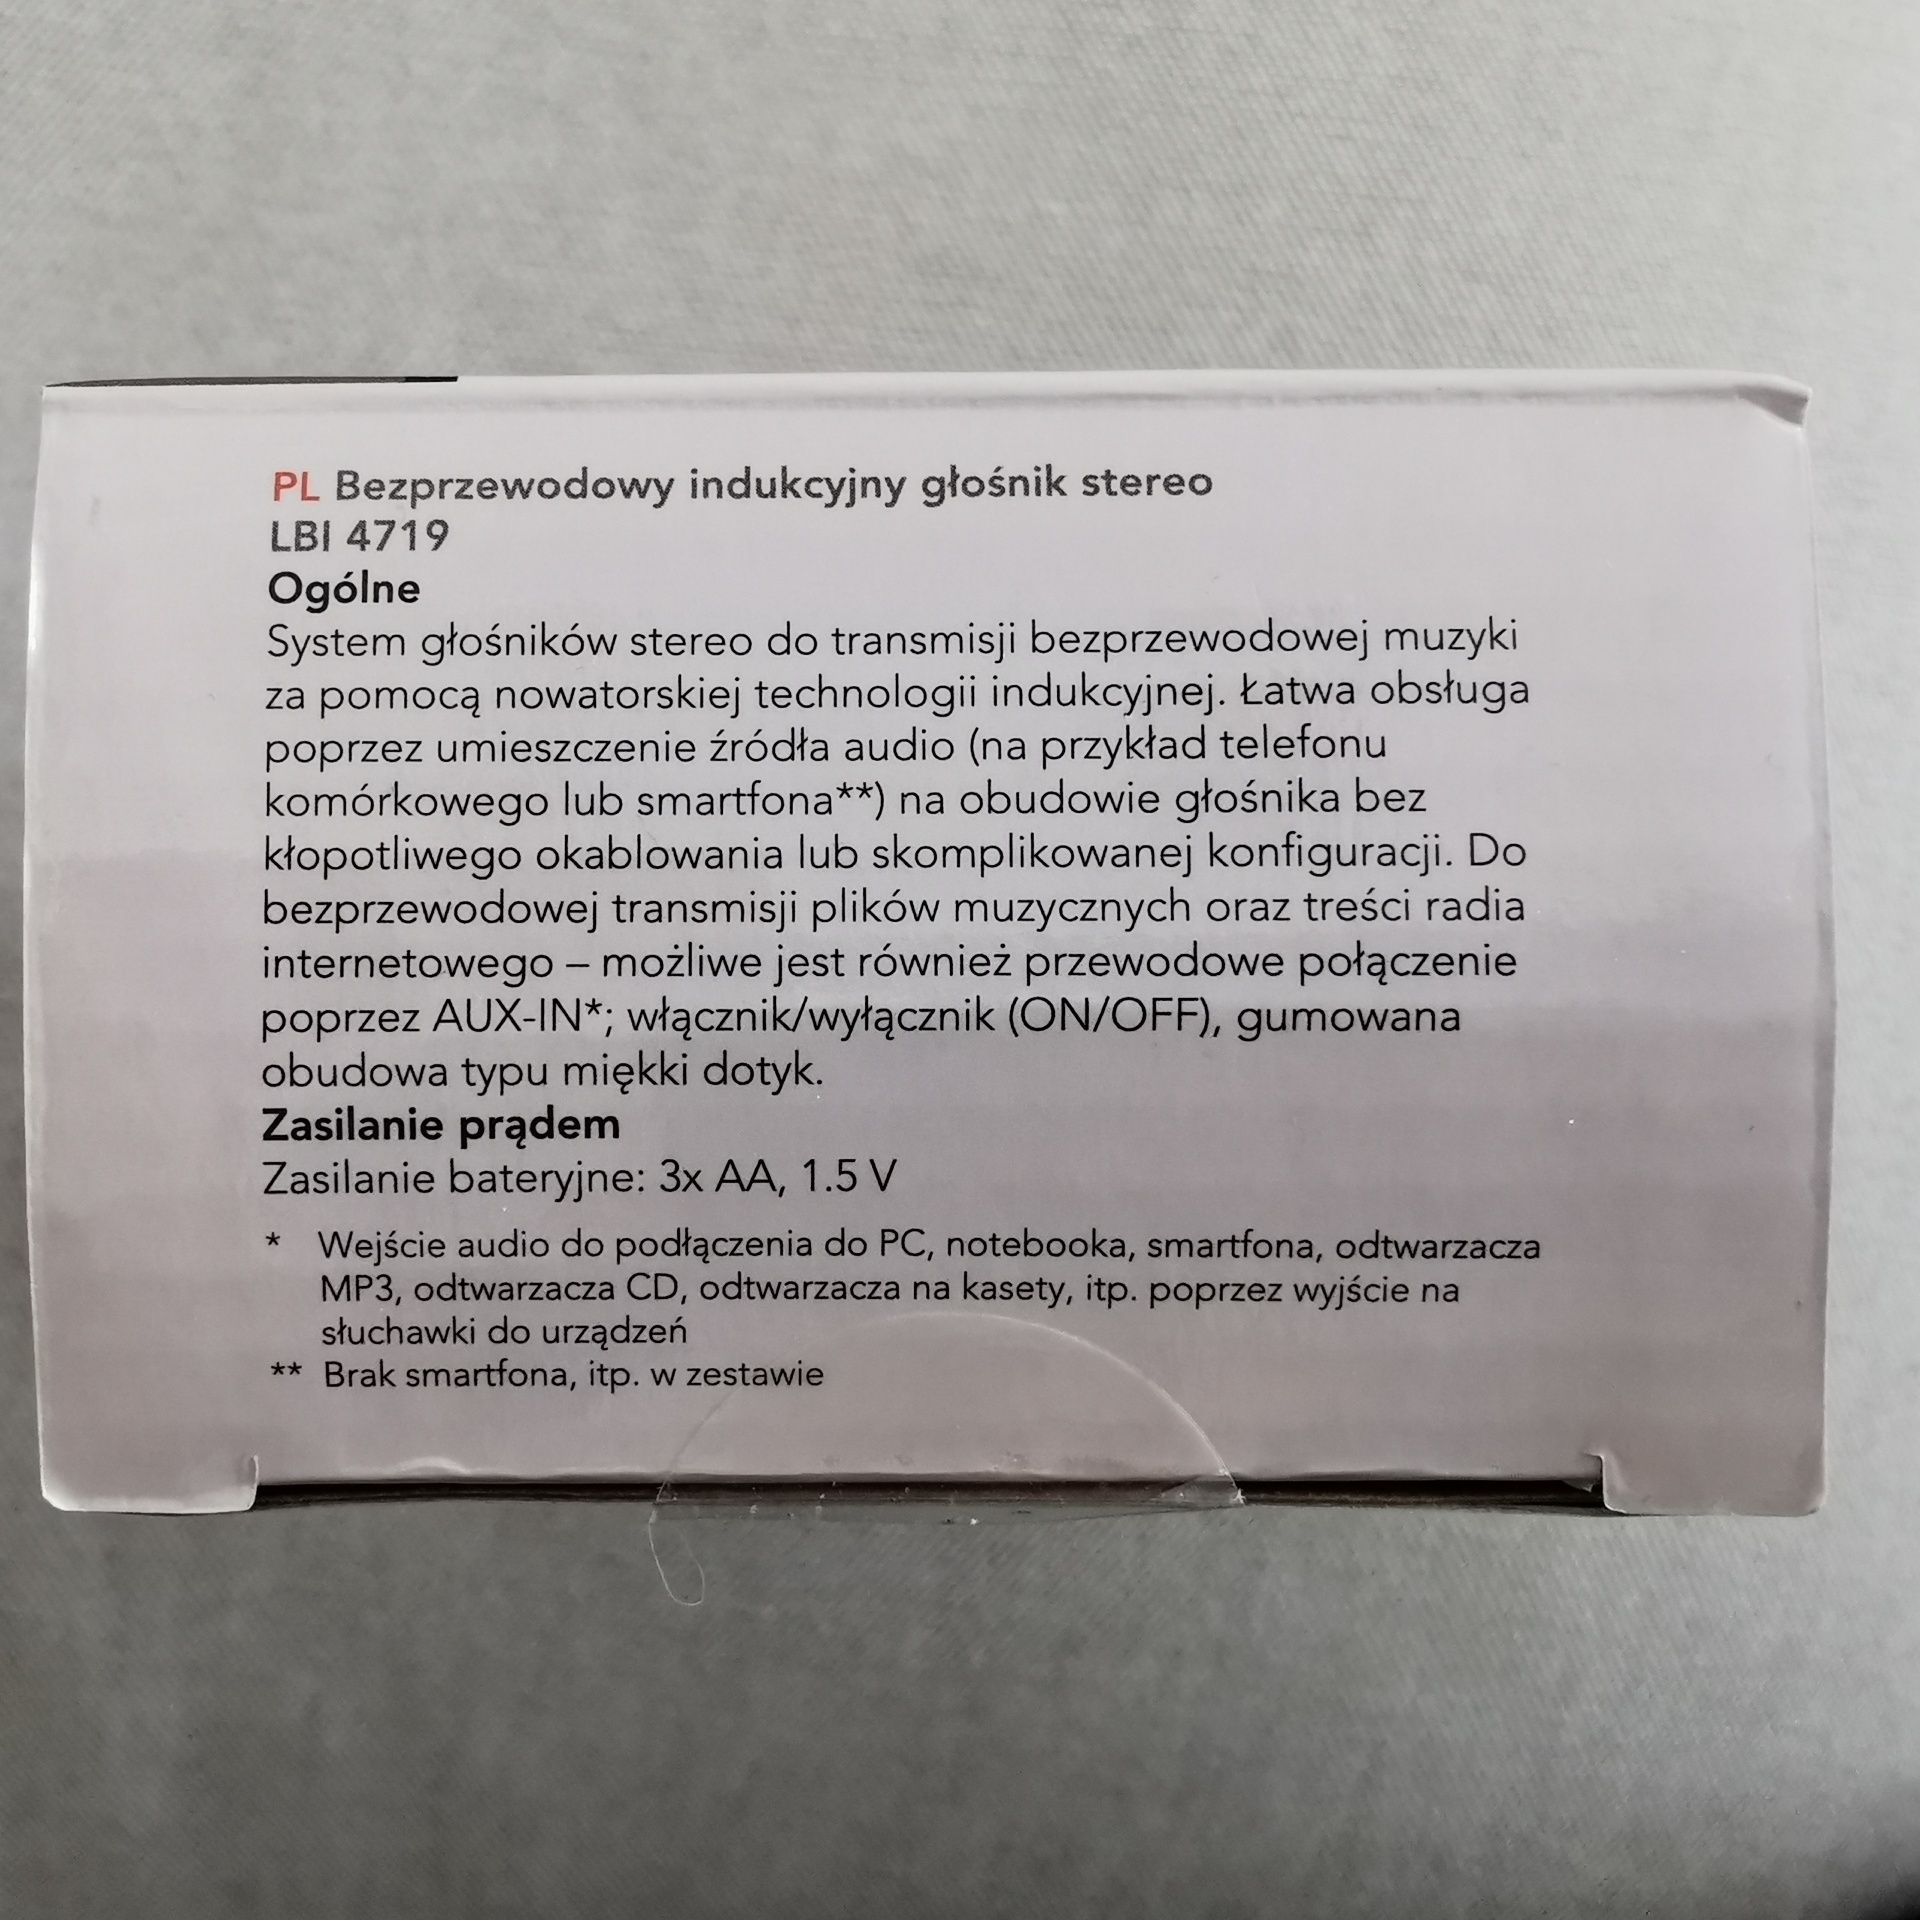 PL Bezprzewodowy indukcyjny głośnik stereo
LBI 4719
Ogólne
System głośników stereo do transmisji bezprzewodowej muzyki
za pomocą nowatorskiej technologii indukcyjnej. Łatwa obsługa
poprzez umieszczenie źródła audio (na przykład telefonu
komórkowego lub smartfona**) na obudowie głośnika bez
kłopotliwego okablowania lub skomplikowanej konfiguracji. Do
bezprzewodowej transmisji plików muzycznych oraz treści radia
internetowego – możliwe jest również przewodowe połączenie
poprzez AUX-IN*; włącznik/wyłącznik (ON/OFF), gumowana
obudowa typu miękki dotyk.
Zasilanie prądem
Zasilanie bateryjne: 3x AA, 1.5 V
* Wejście audio do podłączenia do PC, notebooka, smartfona, odtwarzacza
MP3, odtwarzacza CD, odtwarzacza na kasety, itp. poprzez wyjście na
słuchawki do urządzeń
** Brak smartfona, itp. w zestawie